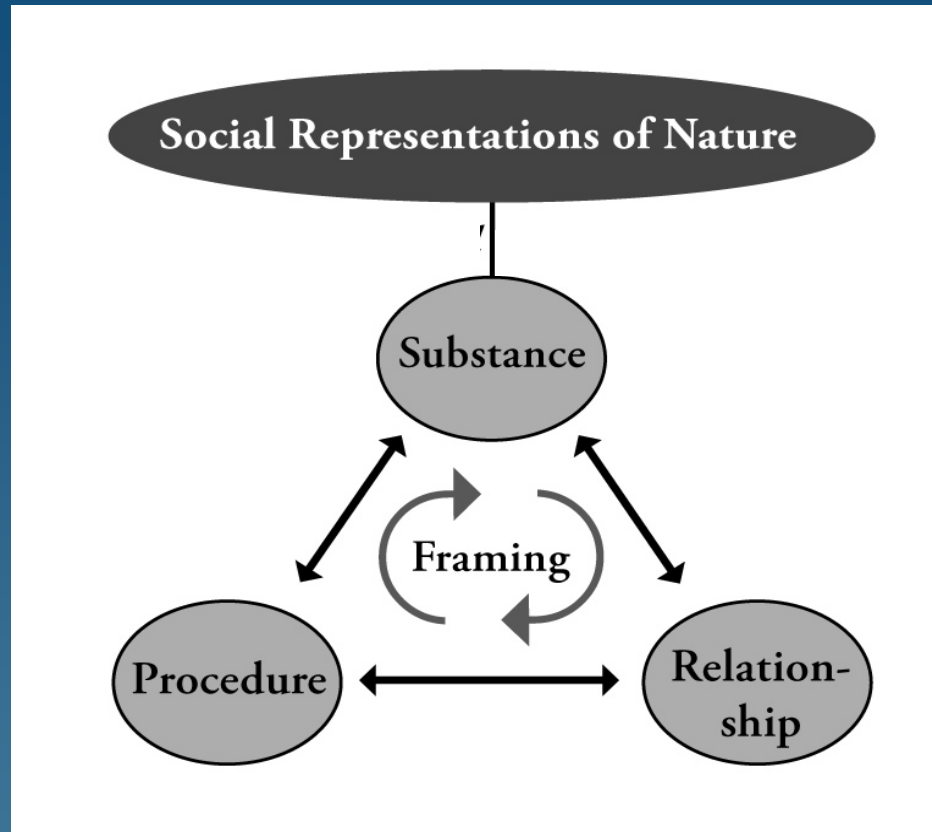 Social Representations of Nature
Substance
Framing
Procedure
Relation-
ship